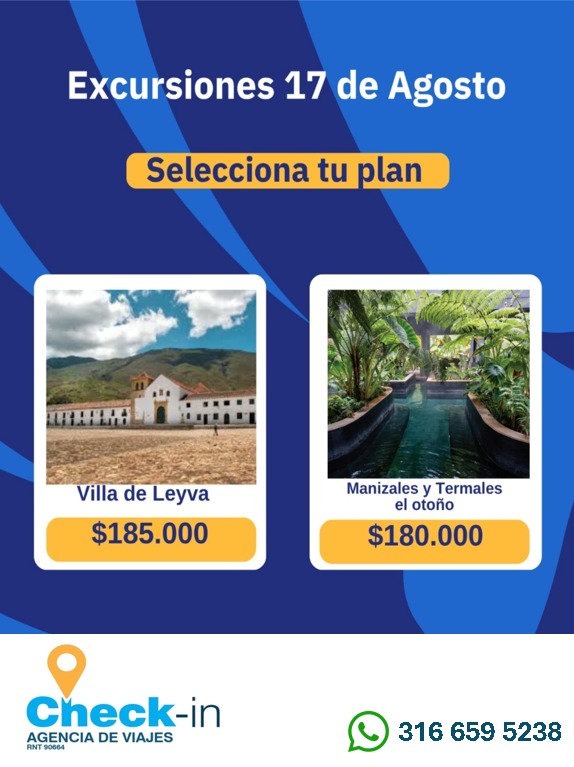 Excursiones 17 de Agosto
Selecciona tu plan
Villa de Leyva
$185.000
Manizales y Termales
el otoño
$180.000
Check-in
AGENCIA DE VIAJES
RNT 90664
316 659 5238